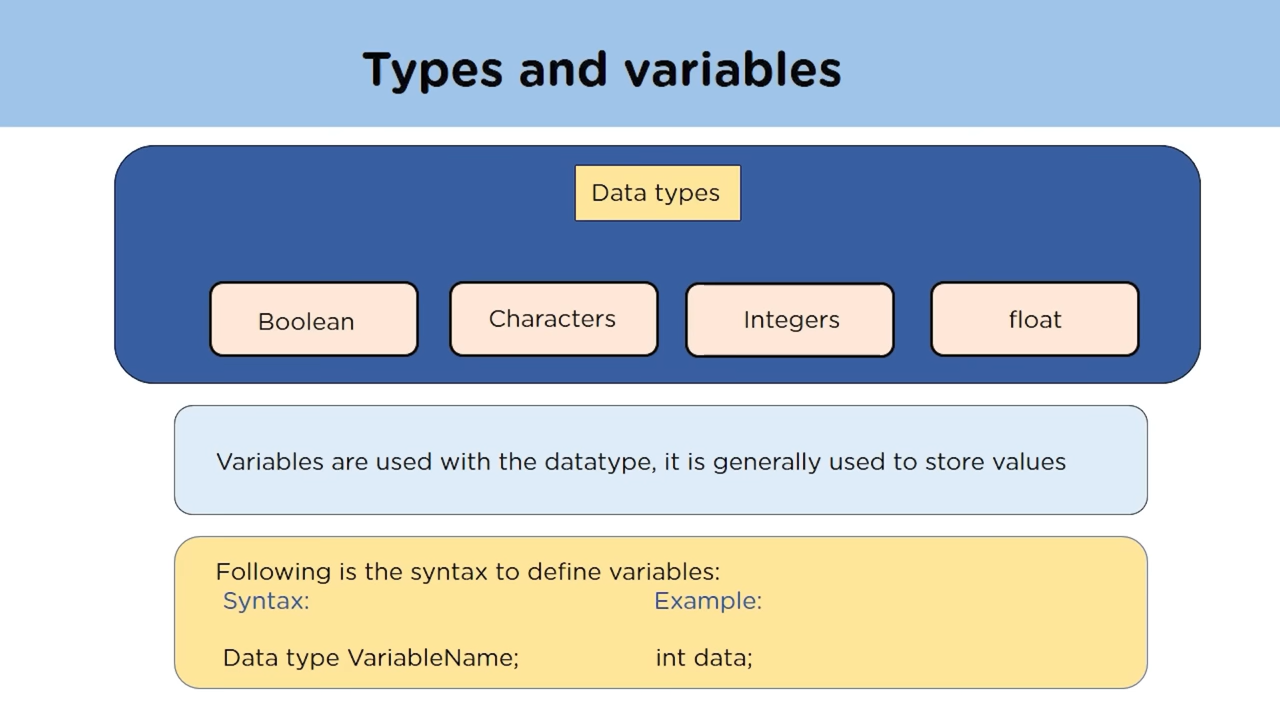 Types and variables
Data types
Boolean
Characters
Integers
float
Variables are used with the datatype, it is generally used to store values
Following is the syntax to define variables:
Syntax:
Example:
Data type VariableName;
int data;